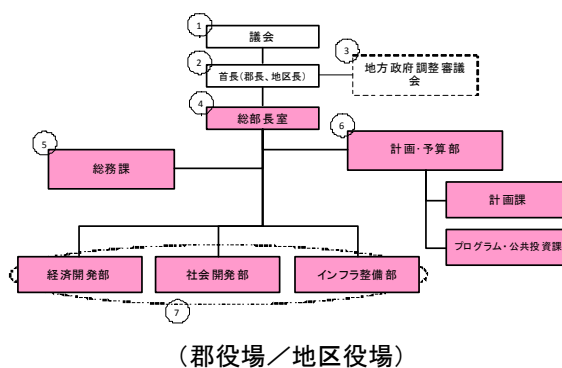 1
議会
2
首長(郡長、地区長)
3
地方政府調整審議
会
4
総部長室
5
総務課
6
計画・予算部
計画課
プログラム・公共投資課
経済開発部
社会開発部
インフラ整備部
7
(郡役場/地区役場)